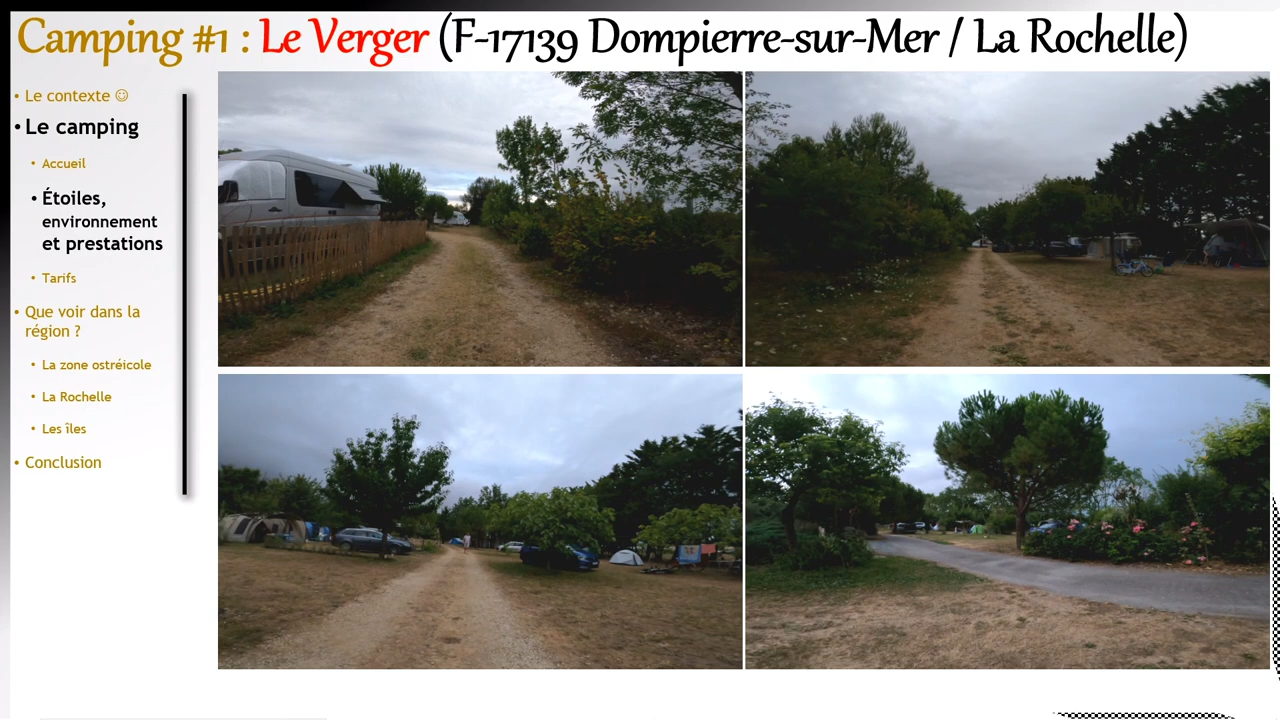 Camping #1 : Le Verger (F-17139 Dompierre-sur-Mer / La Rochelle)
• Le contexte ☺
• Le camping
• Accueil
• Étoiles,
environnement
et prestations
• Tarifs
• Que voir dans la
région ?
• La zone ostréicole
• La Rochelle
• Les îles
• Conclusion